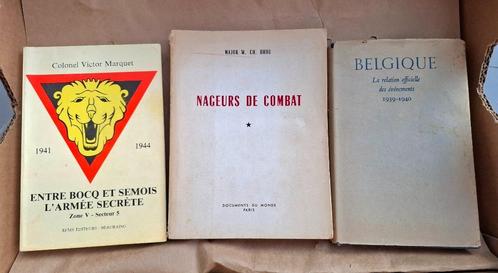 Colonel Victor Marquet
1941
1944
ENTRE BOCQ ET SEMOIS
L'ARMÉE SECRÈTE
Zone V - Secteur 5
MAJOR W. CH.
NAGEURS DE COMBAT
DOCUMENTS DU MONDE
PARIS
BELGIQUE
La relation officielle
des événements
1939-1940